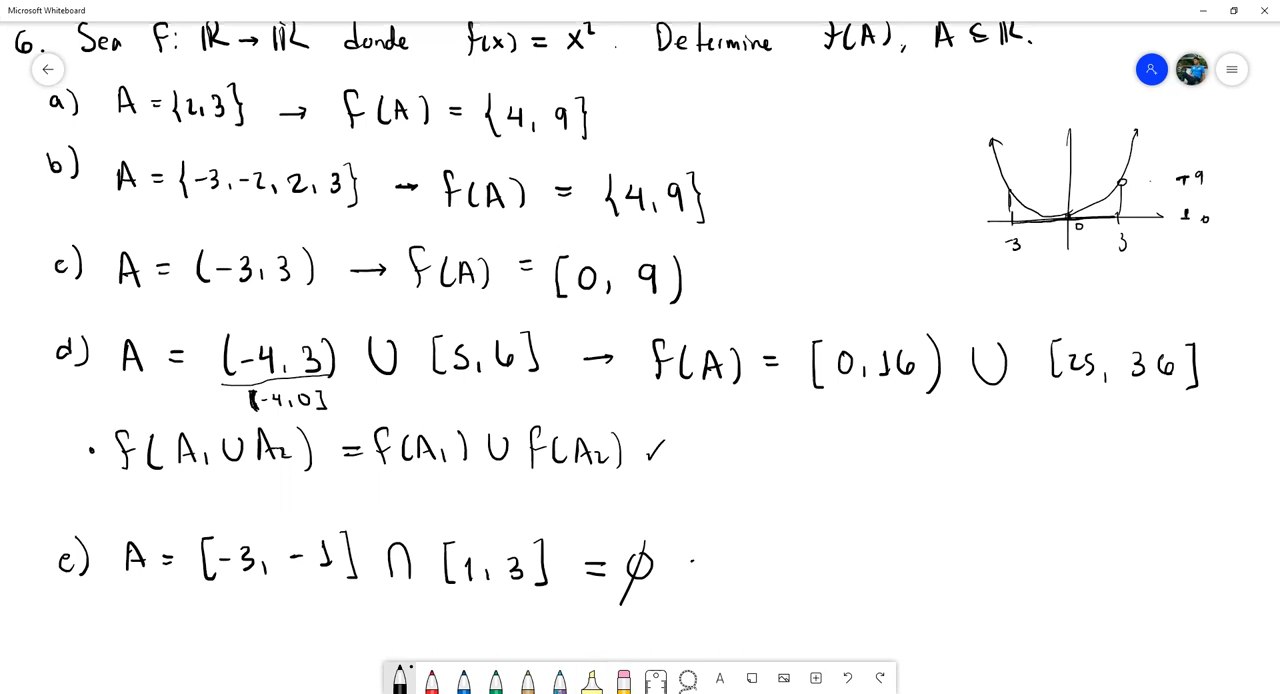 Microsoft Whiteboard
6. Sea f: ℝ → ℝ donde f(x) = x². Determine f(A), A ⊆ ℝ.
a) A = {2,3} → f(A) = {4, 9}
b) A = {-3,-2, 2, 3} → f(A) = {4,9}
c) A = (-3,3) → f(A) = [0, 9)
9
0
0
-3 3
d) A = (-4,3) ∪ [5,6] → f(A) = [0,16) ∪ [25, 36]
[-4,0]
• f(A₁ ∪ A₂) = f(A₁) ∪ f(A₂) ✓
e) A = [-3, -1] ∩ [1,3] = ∅
A